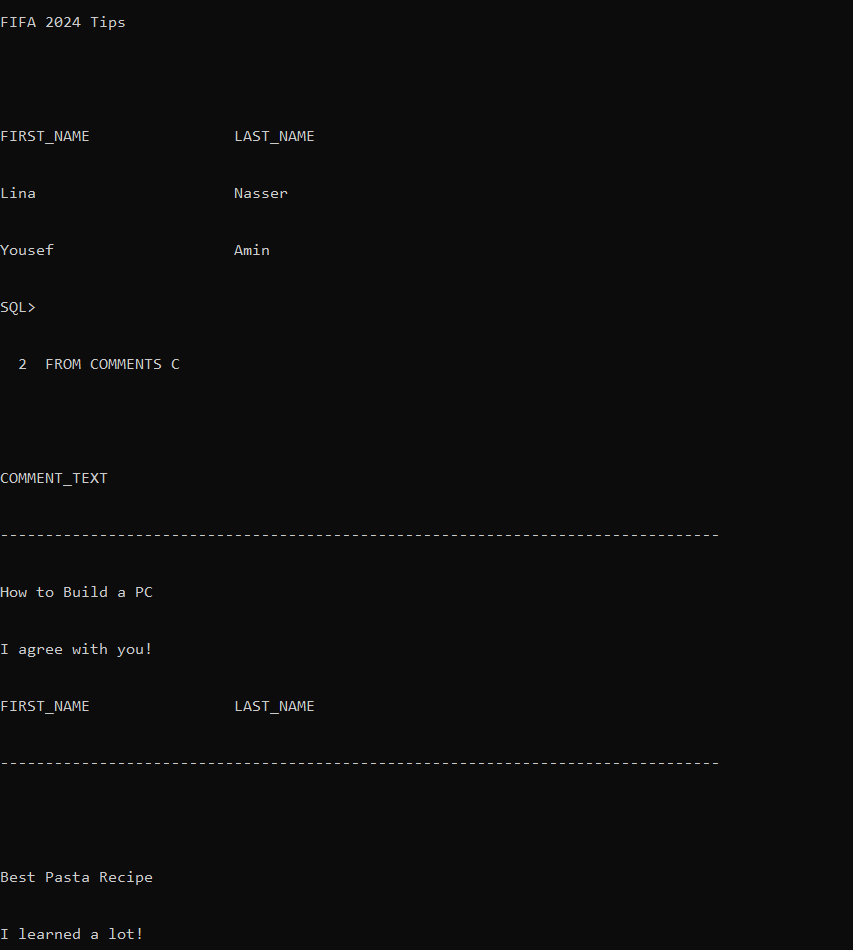 FIFA 2024 Tips
FIRST_NAME                LAST_NAME
Lina                      Nasser
Yousef                    Amin
SQL>
  2  FROM COMMENTS C
COMMENT_TEXT
--------------------------------------------------------------------------------
How to Build a PC
I agree with you!
FIRST_NAME                LAST_NAME
--------------------------------------------------------------------------------
Best Pasta Recipe
I learned a lot!